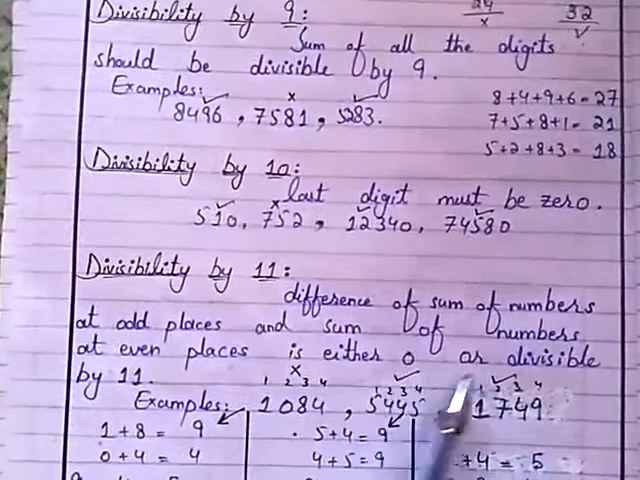 Divisibility by 9:
24 32
x ✓
Sum of all the digits
should be divisible by 9.
Examples:
8496, 7581, 5283.
8+4+9+6=27
7+5+8+1=21
5+2+8+3=18
Divisibility by 10:
last digit must be zero.
510, 752, 12340, 74580
Divisibility by 11:
difference of sum of numbers
at odd places and sum of numbers
at even places is either 0 or divisible
by 11.
1 2 3 4 1 2 3 4 1 2 3 4
Examples: 1084, 5445 1749
1+8= 9 5+4=9
0+4= 4 4+5=9 +4= 5